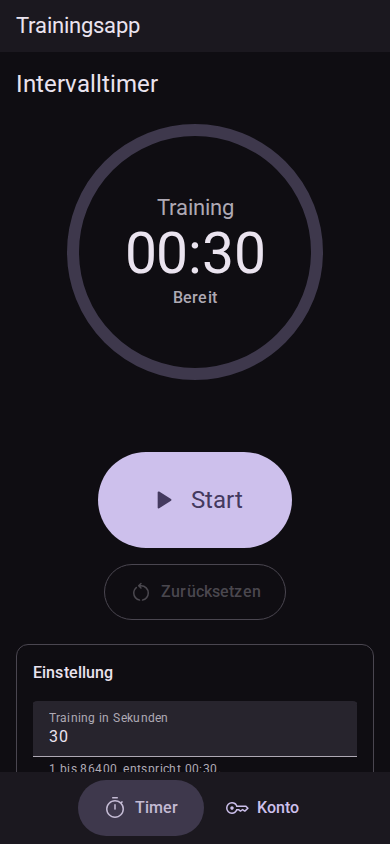 Trainingsapp
Intervalltimer
Training
00:30
Bereit
Start
Zurücksetzen
Einstellung
Training in Sekunden
30
1 bis 86400, entspricht 00:30
Timer
Konto